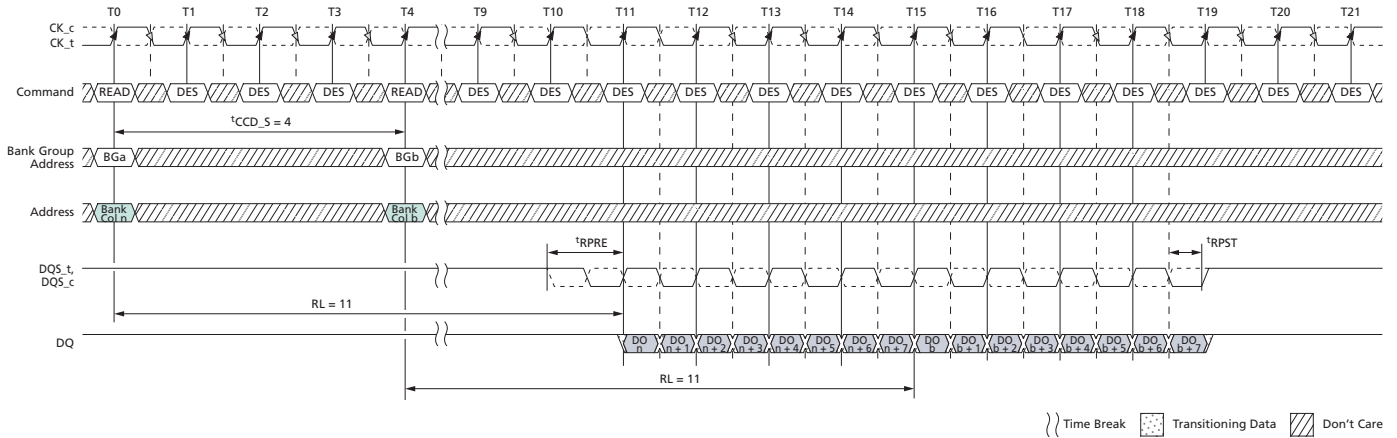 T0 T1 T2 T3 T4 T9 T10 T11 T12 T13 T14 T15 T16 T17 T18 T19 T20 T21
CK_c
CK_t
Command READ DES DES DES READ DES DES DES DES DES DES DES DES DES DES DES DES DES
tCCD_S = 4
Bank Group
Address BGa BGb
Address Bank Bank
Col n Col b
tRPRE tRPST
DQS_t,
DQS_c
RL = 11
DQ DO DO DO DO DO DO DO DO DO DO DO DO DO DO DO DO
n n + 1 n + 2 n + 3 n + 4 n + 5 n + 6 n + 7 b b + 1 b + 2 b + 3 b + 4 b + 5 b + 6 b + 7
RL = 11
Time Break Transitioning Data Don't Care